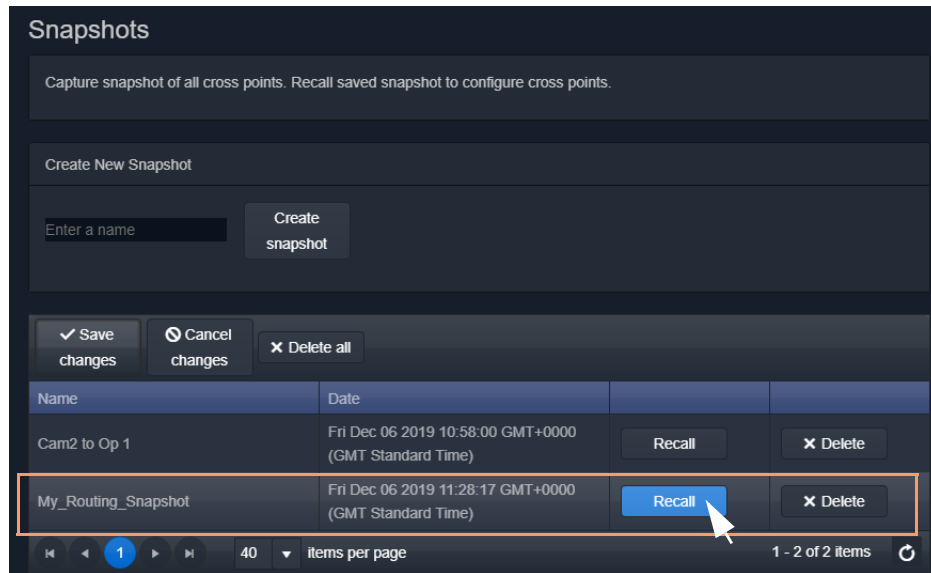 Snapshots
Capture snapshot of all cross points. Recall saved snapshot to configure cross points.
Create New Snapshot
Enter a name
Create
snapshot
Save
changes
Cancel
changes
Delete all
Name Date
Cam2 to Op 1
Fri Dec 06 2019 10:58:00 GMT+0000
(GMT Standard Time)
Recall
Delete
My_Routing_Snapshot
Fri Dec 06 2019 11:28:17 GMT+0000
(GMT Standard Time)
Recall
Delete
1 40 items per page 1 - 2 of 2 items